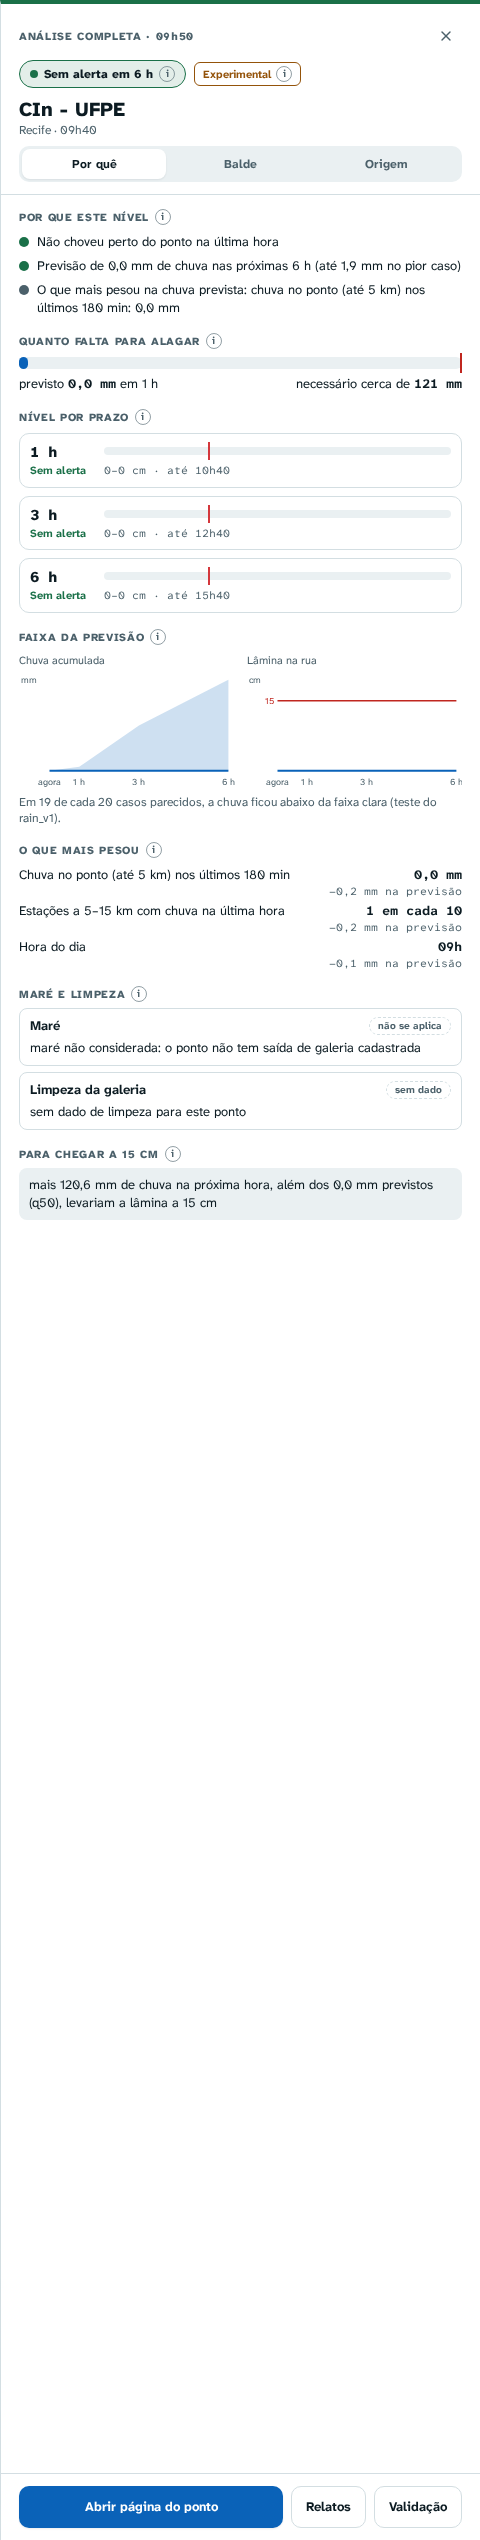 ANÁLISE COMPLETA · 09h50
×
Sem alerta em 6 h i
Experimental i
CIn - UFPE
Recife · 09h40
Por quê
Balde
Origem
POR QUE ESTE NÍVEL i
Não choveu perto do ponto na última hora
Previsão de 0,0 mm de chuva nas próximas 6 h (até 1,9 mm no pior caso)
O que mais pesou na chuva prevista: chuva no ponto (até 5 km) nos
últimos 180 min: 0,0 mm
QUANTO FALTA PARA ALAGAR i
previsto 0,0 mm em 1 h
necessário cerca de 121 mm
NÍVEL POR PRAZO i
1 h
Sem alerta
0–0 cm · até 10h40
3 h
Sem alerta
0–0 cm · até 12h40
6 h
Sem alerta
0–0 cm · até 15h40
FAIXA DA PREVISÃO i
Chuva acumulada
mm
agora 1 h 3 h 6 h
Lâmina na rua
cm
15
agora 1 h 3 h 6 h
Em 19 de cada 20 casos parecidos, a chuva ficou abaixo da faixa clara (teste do
rain_v1).
O QUE MAIS PESOU i
Chuva no ponto (até 5 km) nos últimos 180 min 0,0 mm
−0,2 mm na previsão
Estações a 5–15 km com chuva na última hora 1 em cada 10
−0,2 mm na previsão
Hora do dia 09h
−0,1 mm na previsão
MARÉ E LIMPEZA i
Maré
não se aplica
maré não considerada: o ponto não tem saída de galeria cadastrada
Limpeza da galeria
sem dado
sem dado de limpeza para este ponto
PARA CHEGAR A 15 CM i
mais 120,6 mm de chuva na próxima hora, além dos 0,0 mm previstos
(q50), levariam a lâmina a 15 cm
Abrir página do ponto
Relatos
Validação